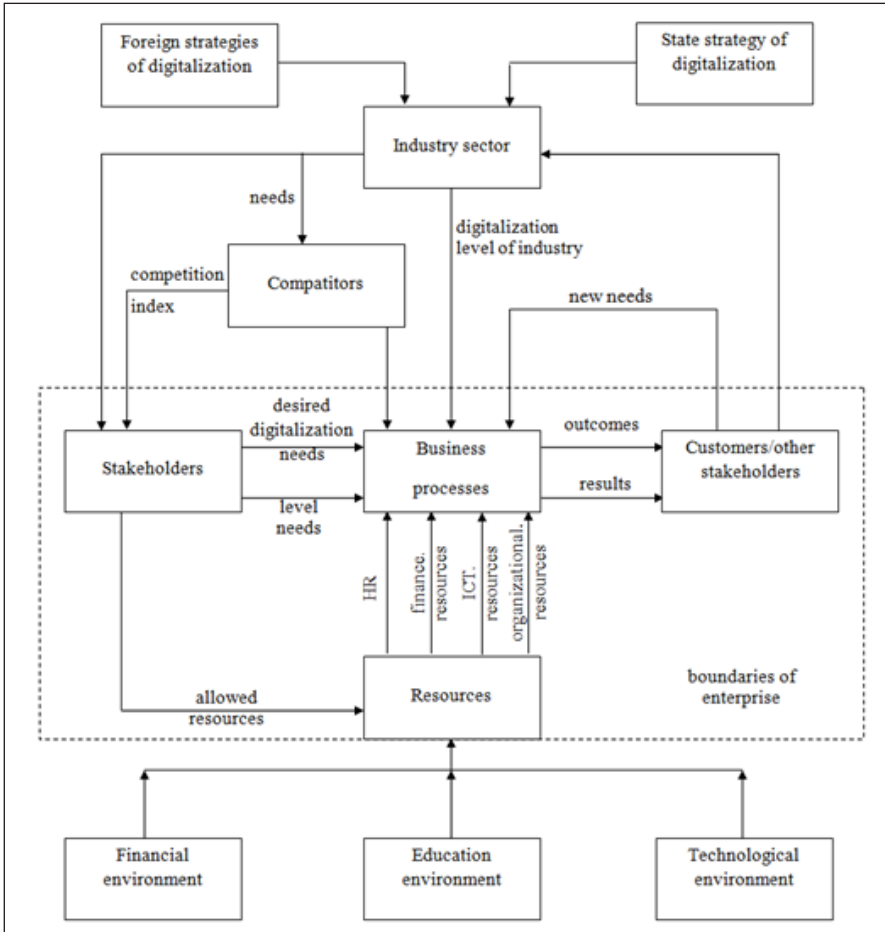 Foreign strategies
of digitalization
State strategy of
digitalization
Industry sector
needs
digitalization
level of industry
Compatitors
competition
index
new needs
desired
digitalization
needs
level
needs
Stakeholders
Business
processes
outcomes
results
Customers/other
stakeholders
HR
finance.
resources
ICT.
resources
organizational.
resources
allowed
resources
Resources
boundaries of
enterprise
Financial
environment
Education
environment
Technological
environment